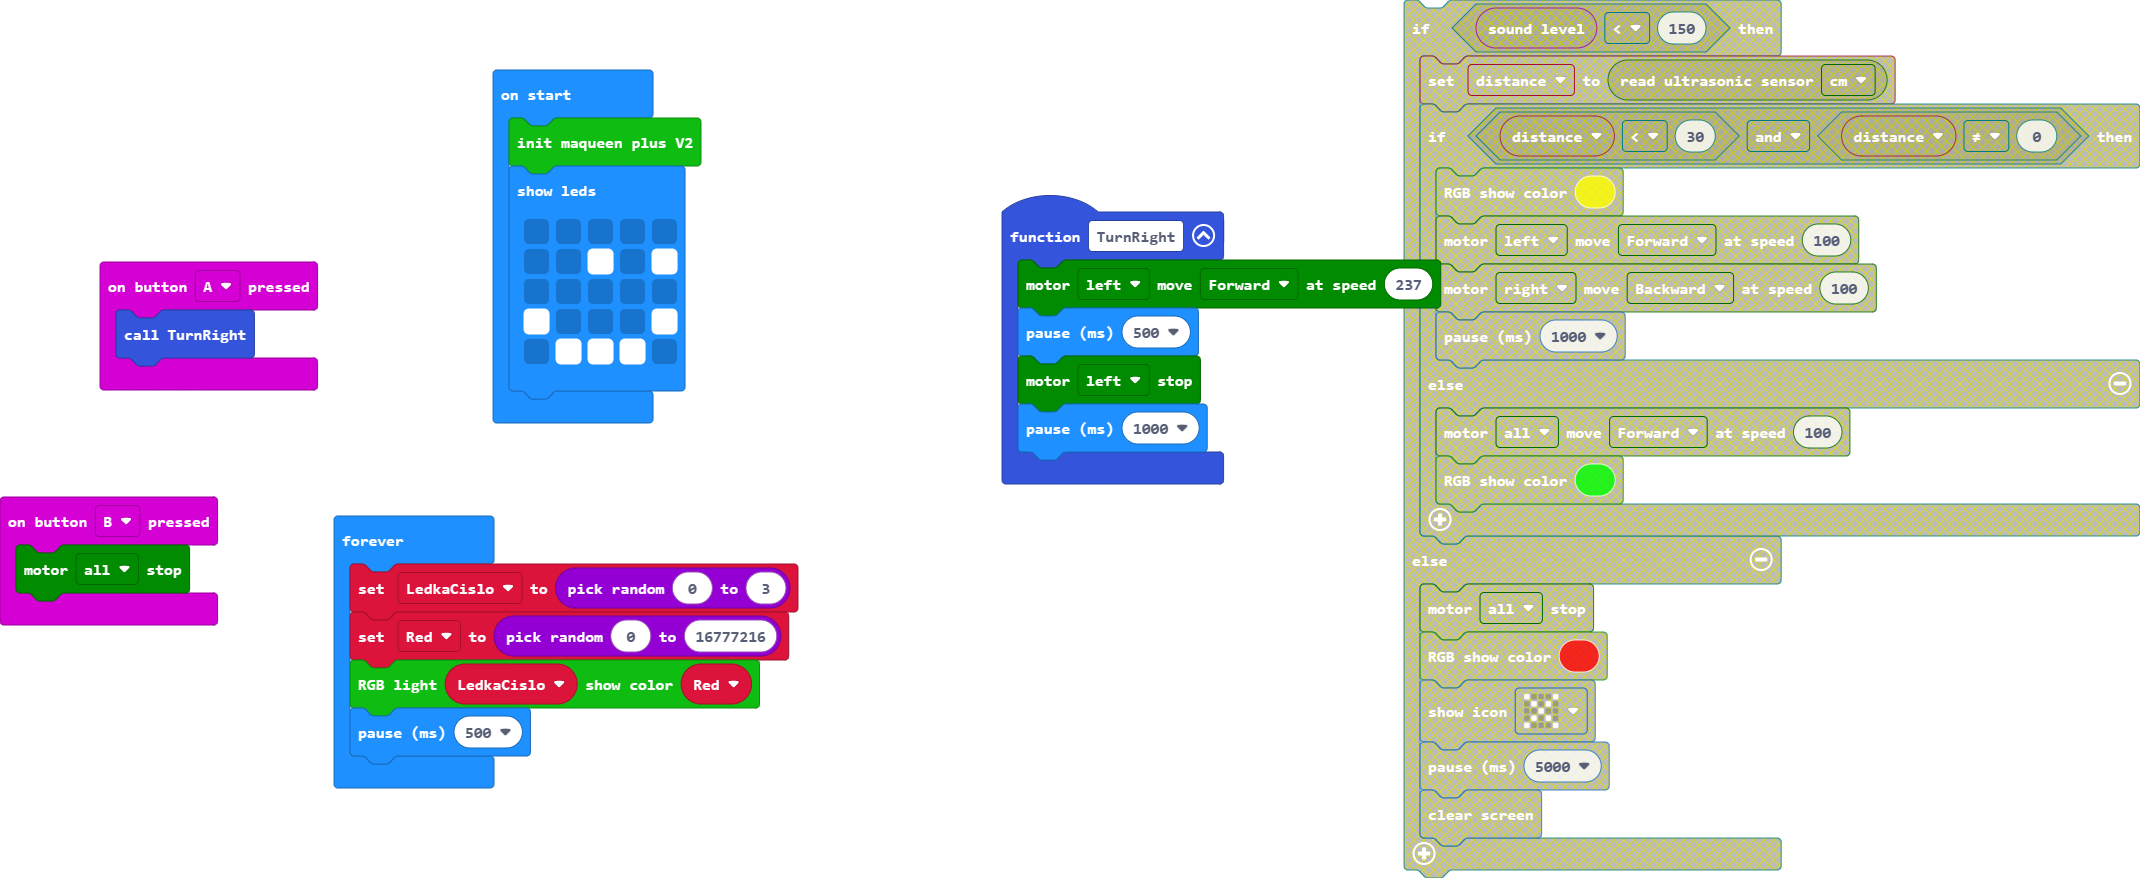 on button A pressed
call TurnRight
on button B pressed
motor all stop
on start
init maqueen plus V2
show leds
forever
set LedkaCislo to pick random 0 to 3
set Red to pick random 0 to 16777216
RGB light LedkaCislo show color Red
pause (ms) 500
function TurnRight
motor left move Forward at speed 237
pause (ms) 500
motor left stop
pause (ms) 1000
if sound level < 150 then
set distance to read ultrasonic sensor cm
if distance < 30 and distance ≠ 0 then
RGB show color
motor left move Forward at speed 100
motor right move Backward at speed 100
pause (ms) 1000
else
motor all move Forward at speed 100
RGB show color
else
motor all stop
RGB show color
show icon
pause (ms) 5000
clear screen